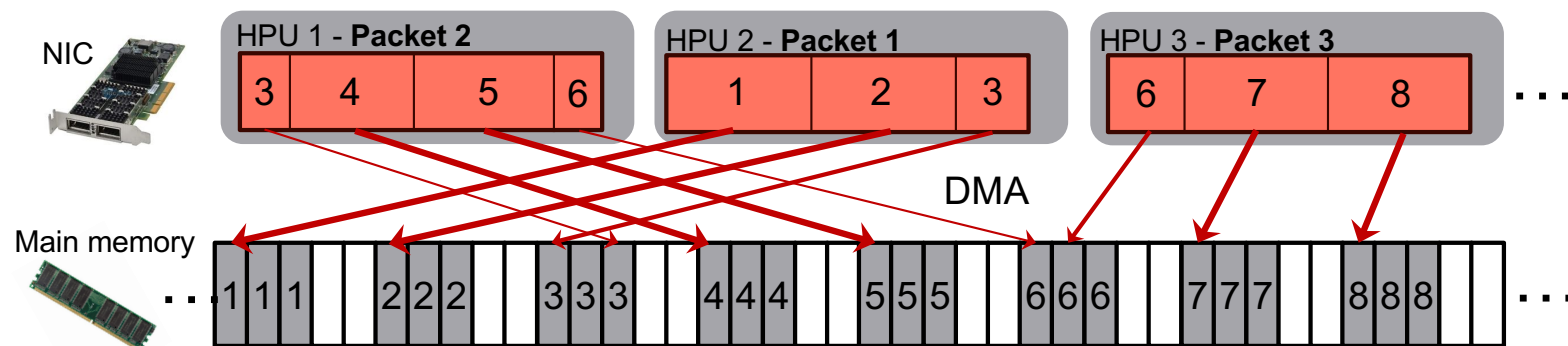 HPU 1 - Packet 2
HPU 2 - Packet 1
HPU 3 - Packet 3
NIC
3 4 5 6
1 2 3
6 7 8
...
DMA
Main memory
... 1 1 1 2 2 2 3 3 3 4 4 4 5 5 5 6 6 6 7 7 7 8 8 8 ...